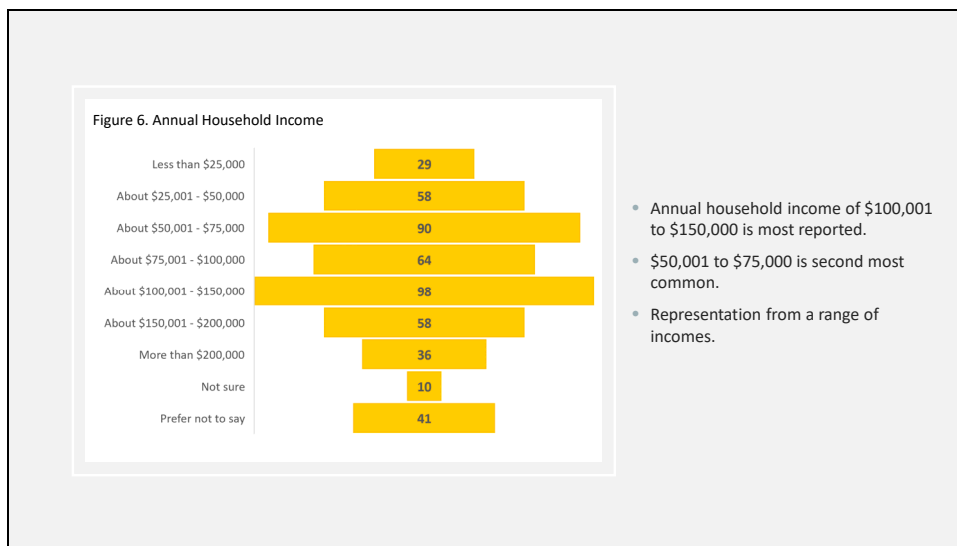 Figure 6. Annual Household Income
Less than $25,000
29
About $25,001 - $50,000
58
About $50,001 - $75,000
90
About $75,001 - $100,000
64
About $100,001 - $150,000
98
About $150,001 - $200,000
58
More than $200,000
36
Not sure
10
Prefer not to say
41
• Annual household income of $100,001
to $150,000 is most reported.
• $50,001 to $75,000 is second most
common.
• Representation from a range of
incomes.